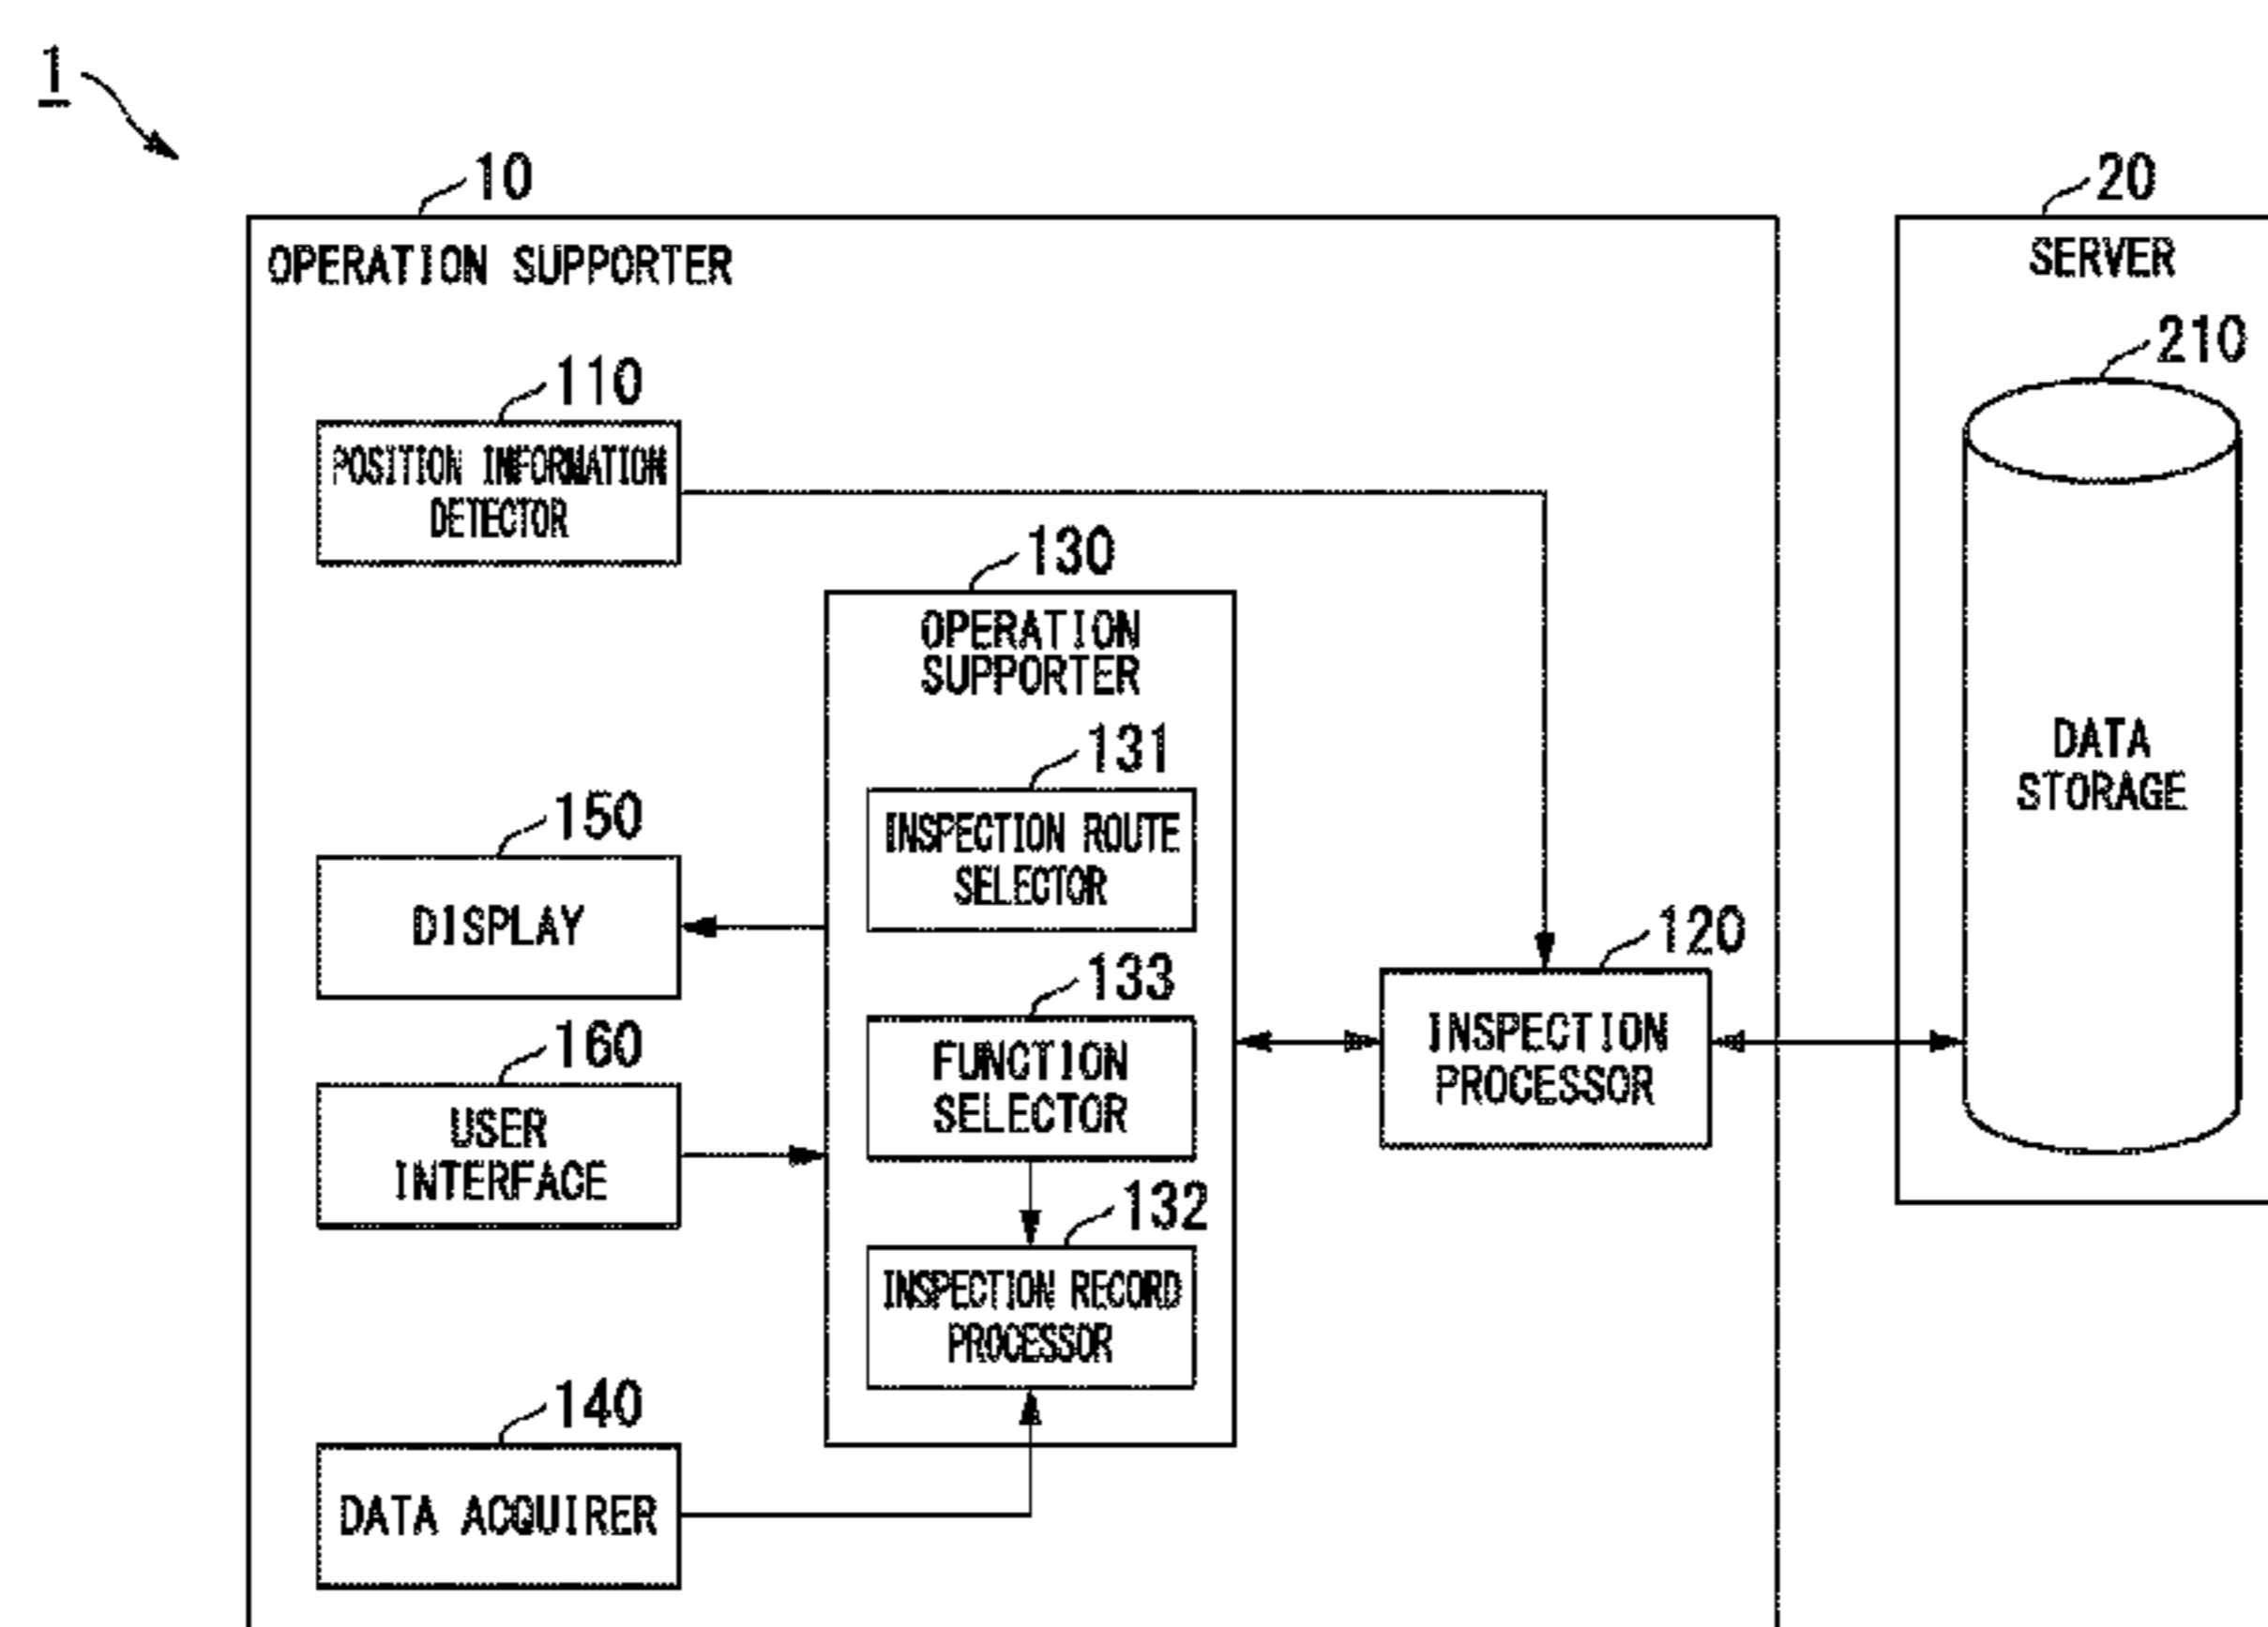 1
10
OPERATION SUPPORTER
20
SERVER
210
DATA
STORAGE
110
POSITION INFORMATION
DETECTOR
130
OPERATION
SUPPORTER
131
INSPECTION ROUTE
SELECTOR
150
DISPLAY
133
FUNCTION
SELECTOR
120
INSPECTION
PROCESSOR
160
USER
INTERFACE
132
INSPECTION RECORD
PROCESSOR
140
DATA ACQUIRER